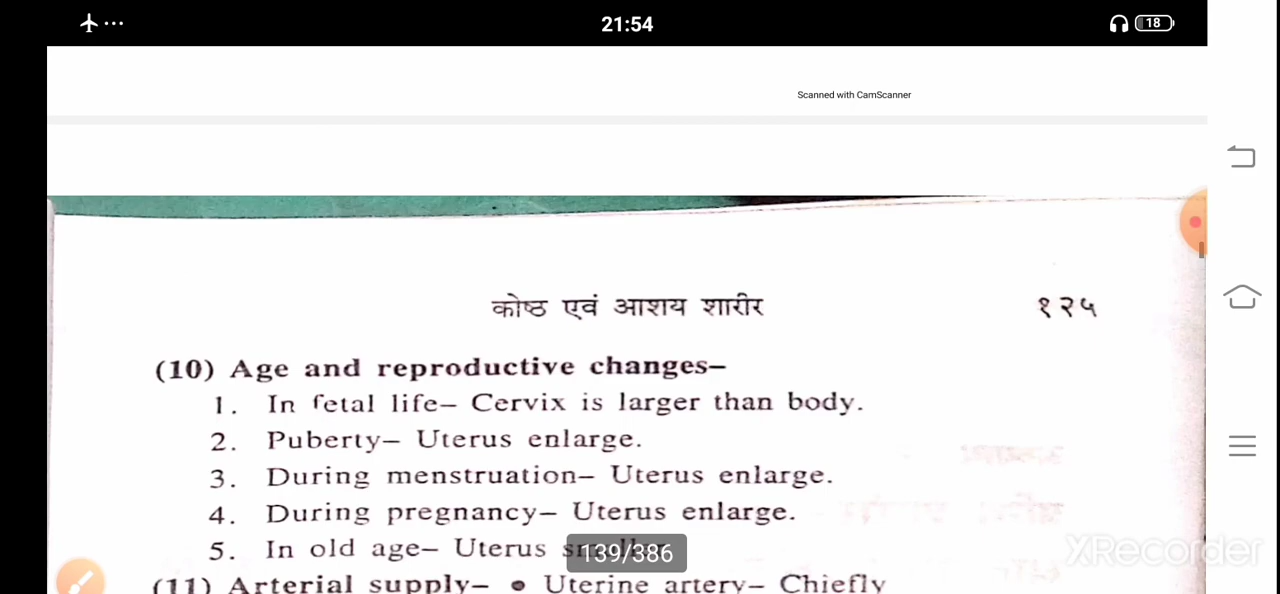 21:54
18
Scanned with CamScanner
कोष्ठ एवं आशय शारीर १२५
(10) Age and reproductive changes–
1. In fetal life– Cervix is larger than body.
2. Puberty– Uterus enlarge.
3. During menstruation– Uterus enlarge.
4. During pregnancy– Uterus enlarge.
5. In old age– Uterus
139/386
XRecorder
(11) Arterial supply– ● Uterine artery– Chiefly